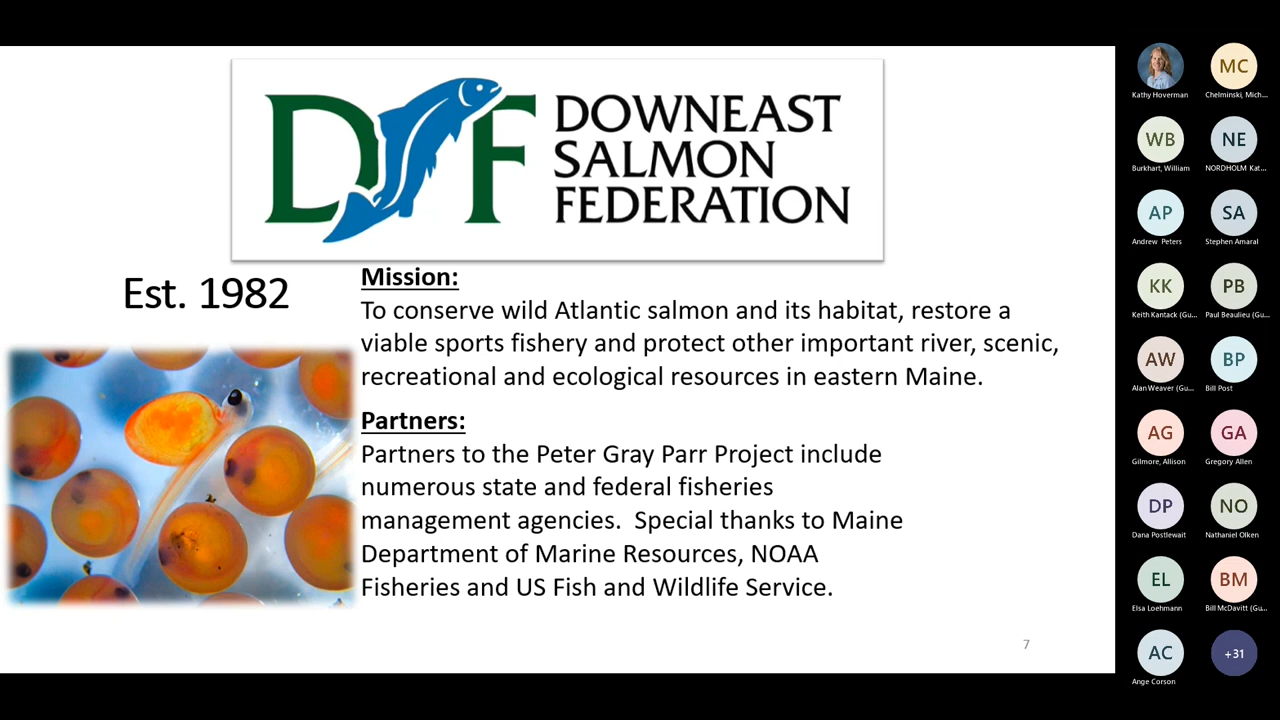 DSF
DOWNEAST
SALMON
FEDERATION
Est. 1982
Mission:
To conserve wild Atlantic salmon and its habitat, restore a
viable sports fishery and protect other important river, scenic,
recreational and ecological resources in eastern Maine.
Partners:
Partners to the Peter Gray Parr Project include
numerous state and federal fisheries
management agencies.  Special thanks to Maine
Department of Marine Resources, NOAA
Fisheries and US Fish and Wildlife Service.
7
Kathy Hoverman
MC
Chelminski, Mich...
WB
Burkhart, William
NE
NORDHOLM Kat...
AP
Andrew Peters
SA
Stephen Amaral
KK
Keith Kantack (Gu...
PB
Paul Beaulieu (Gu...
AW
Alan Weaver (Gu...
BP
Bill Post
AG
Gilmore, Allison
GA
Gregory Allen
DP
Dana Postlewait
NO
Nathaniel Olken
EL
Elsa Loehmann
BM
Bill McDavitt (Gu...
AC
Ange Corson
+31